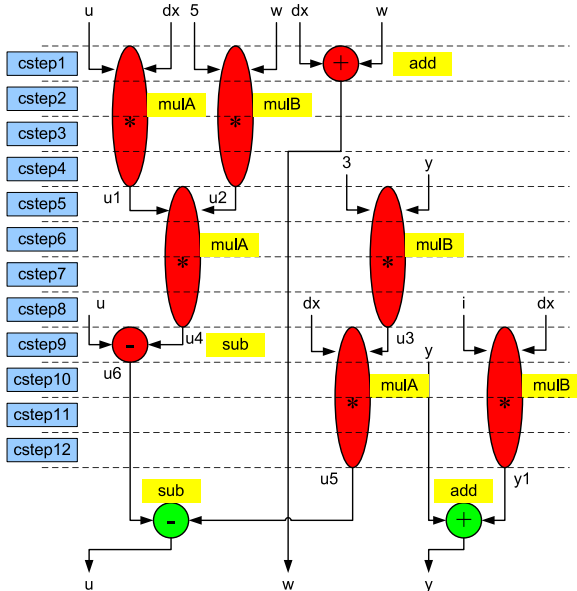 u dx 5 w dx w
cstep1 + add
cstep2 mulA mulB
cstep3 * *
cstep4
u1 u2 3 y
cstep5
cstep6 mulA mulB
cstep7 * *
cstep8
u dx i dx
cstep9 - u4 sub u3 y
u6
cstep10 mulA mulB
cstep11 * *
cstep12
u5 y1
sub add
- +
u w y